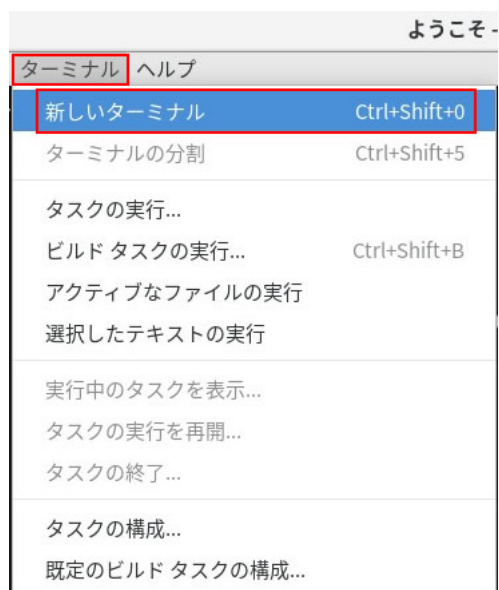 ようこそ -
ターミナル ヘルプ
新しいターミナル Ctrl+Shift+0
ターミナルの分割 Ctrl+Shift+5
タスクの実行...
ビルド タスクの実行... Ctrl+Shift+B
アクティブなファイルの実行
選択したテキストの実行
実行中のタスクを表示...
タスクの実行を再開...
タスクの終了...
タスクの構成...
既定のビルド タスクの構成...